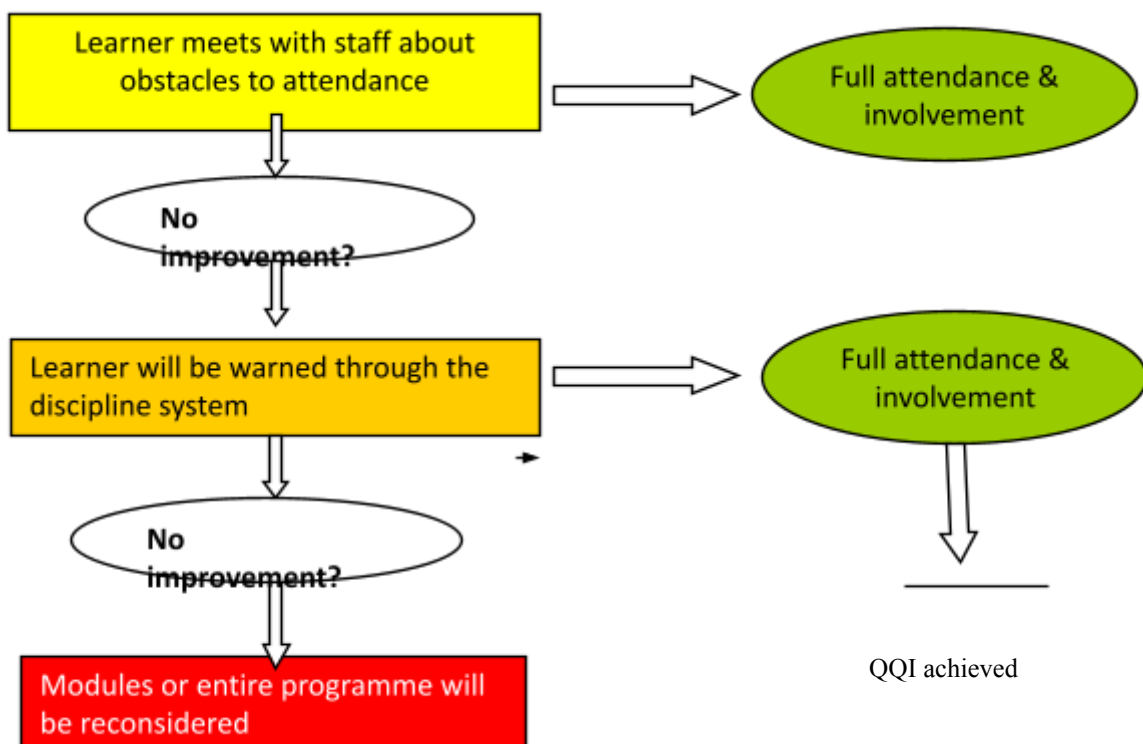 Learner meets with staff about
obstacles to attendance
Full attendance &
involvement
No
improvement?
Learner will be warned through the
discipline system
Full attendance &
involvement
No
improvement?
QQI achieved
Modules or entire programme will
be reconsidered